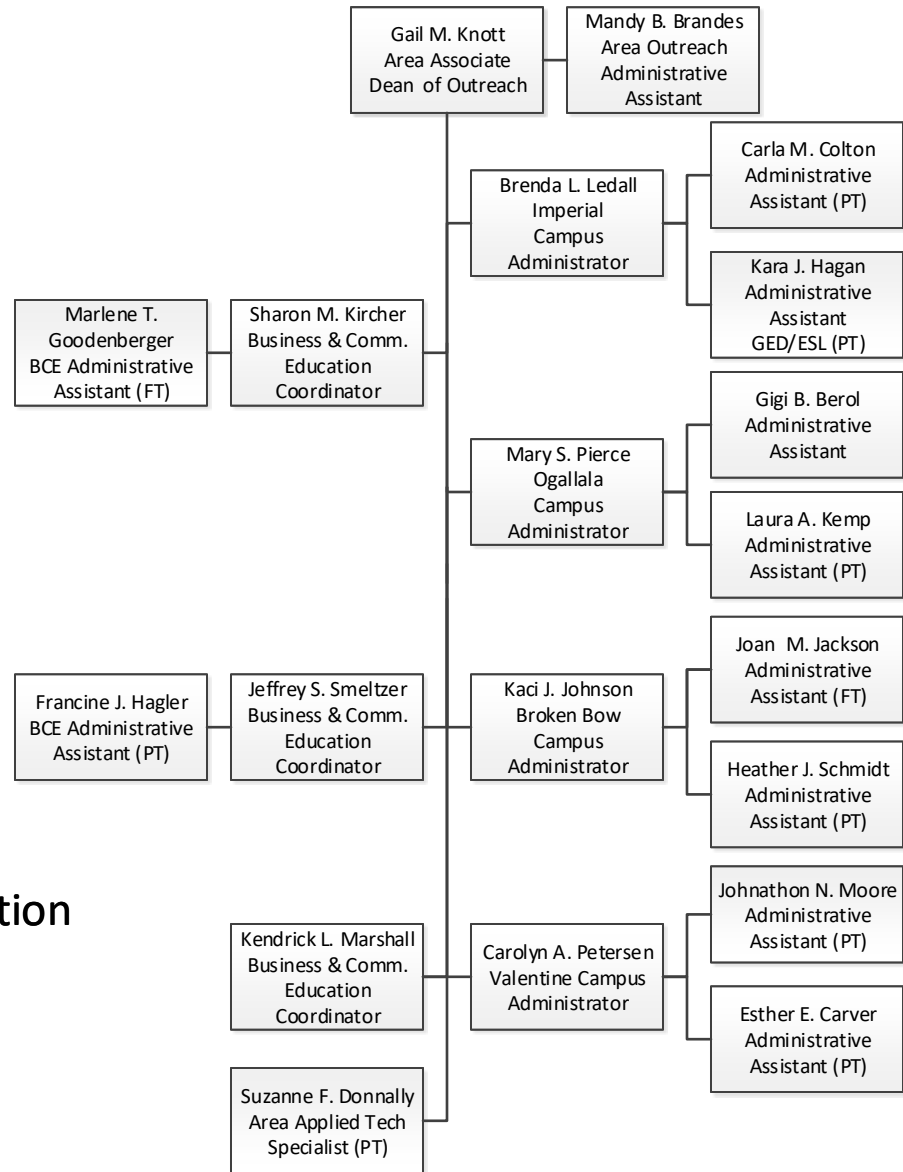 Gail M. Knott
Area Associate
Dean of Outreach
Mandy B. Brandes
Area Outreach
Administrative
Assistant
Carla M. Colton
Administrative
Assistant (PT)
Brenda L. Ledall
Imperial
Campus
Administrator
Kara J. Hagan
Administrative
Assistant
GED/ESL (PT)
Marlene T.
Goodenberger
BCE Administrative
Assistant (FT)
Sharon M. Kircher
Business & Comm.
Education
Coordinator
Gigi B. Berol
Administrative
Assistant
Mary S. Pierce
Ogallala
Campus
Administrator
Laura A. Kemp
Administrative
Assistant (PT)
Joan M. Jackson
Administrative
Assistant (FT)
Francine J. Hagler
BCE Administrative
Assistant (PT)
Jeffrey S. Smeltzer
Business & Comm.
Education
Coordinator
Kaci J. Johnson
Broken Bow
Campus
Administrator
Heather J. Schmidt
Administrative
Assistant (PT)
Johnathon N. Moore
Administrative
Assistant (PT)
tion
Kendrick L. Marshall
Business & Comm.
Education
Coordinator
Carolyn A. Petersen
Valentine Campus
Administrator
Esther E. Carver
Administrative
Assistant (PT)
Suzanne F. Donnally
Area Applied Tech
Specialist (PT)